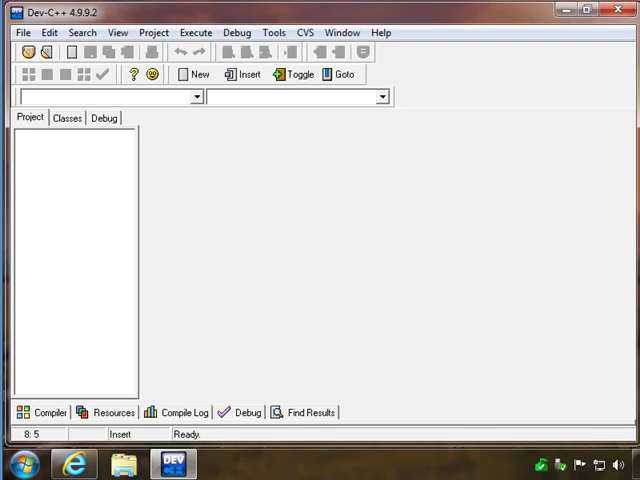 Dev-C++ 4.9.9.2
File Edit Search View Project Execute Debug Tools CVS Window Help
New Insert Toggle Goto
Project Classes Debug
Compiler Resources Compile Log Debug Find Results
8: 5 Insert Ready.
DEV